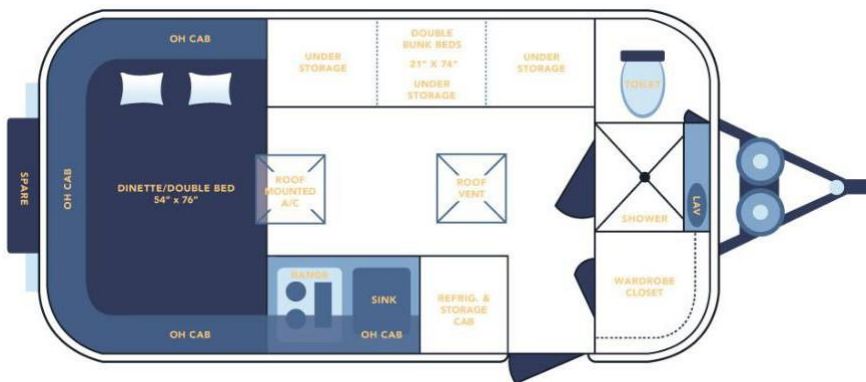 OH CAB
UNDER
STORAGE
DOUBLE
BUNK BEDS
21" X 74"
UNDER
STORAGE
UNDER
STORAGE
TOILET
SPARE
OH CAB
DINETTE/DOUBLE BED
54" x 76"
ROOF
MOUNTED
A/C
ROOF
VENT
SHOWER
LAV
RANGE
SINK
REFRIG. &
STORAGE
CAB
WARDROBE
CLOSET
OH CAB
OH CAB